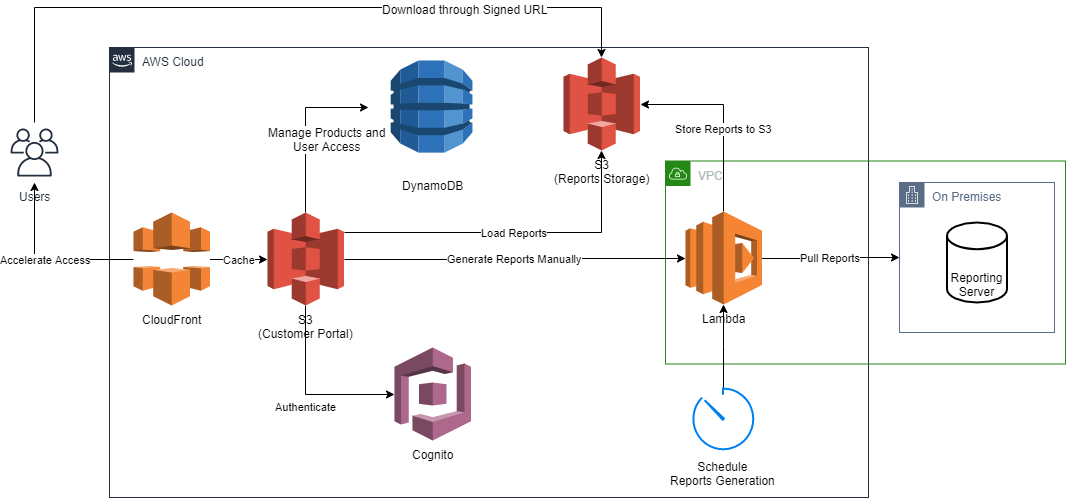 Download through Signed URL
aws
AWS Cloud
Users
Manage Products and
User Access
DynamoDB
S3
(Reports Storage)
Store Reports to S3
VPC
On Premises
Reporting
Server
Accelerate Access
CloudFront
Cache
S3
(Customer Portal)
Load Reports
Generate Reports Manually
Lambda
Pull Reports
Authenticate
Cognito
Schedule
Reports Generation